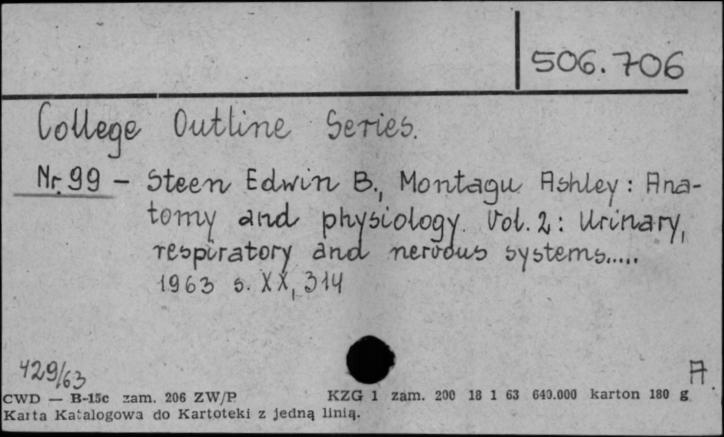 506.706
College Outline Series.
Nr. 99 - Steen Edwin B., Montagu Ashley: Ana-
tomy and physiology. Vol. 2: Urinary,
respiratory and nervous systems.....
1963 s. XX, 314
429/63
A.
CWD — B-15c zam. 206 ZW/P KZG 1 zam. 200 18 1 63 640.000 karton 180 g
Karta Katalogowa do Kartoteki z jedną linią.